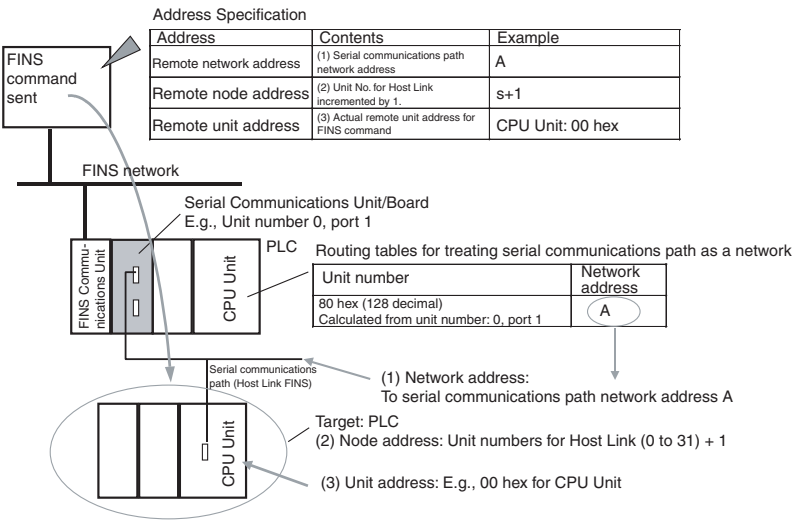 Address Specification
Address Contents Example
Remote network address (1) Serial communications path network address A
Remote node address (2) Unit No. for Host Link incremented by 1. s+1
Remote unit address (3) Actual remote unit address for FINS command CPU Unit: 00 hex
FINS
command
sent
FINS network
Serial Communications Unit/Board
E.g., Unit number 0, port 1
PLC
FINS Commu-
nications Unit
CPU Unit
Routing tables for treating serial communications path as a network
Unit number Network address
80 hex (128 decimal)
Calculated from unit number: 0, port 1
A
Serial communications
path (Host Link FINS)
(1) Network address:
To serial communications path network address A
Target: PLC
(2) Node address: Unit numbers for Host Link (0 to 31) + 1
CPU Unit
(3) Unit address: E.g., 00 hex for CPU Unit